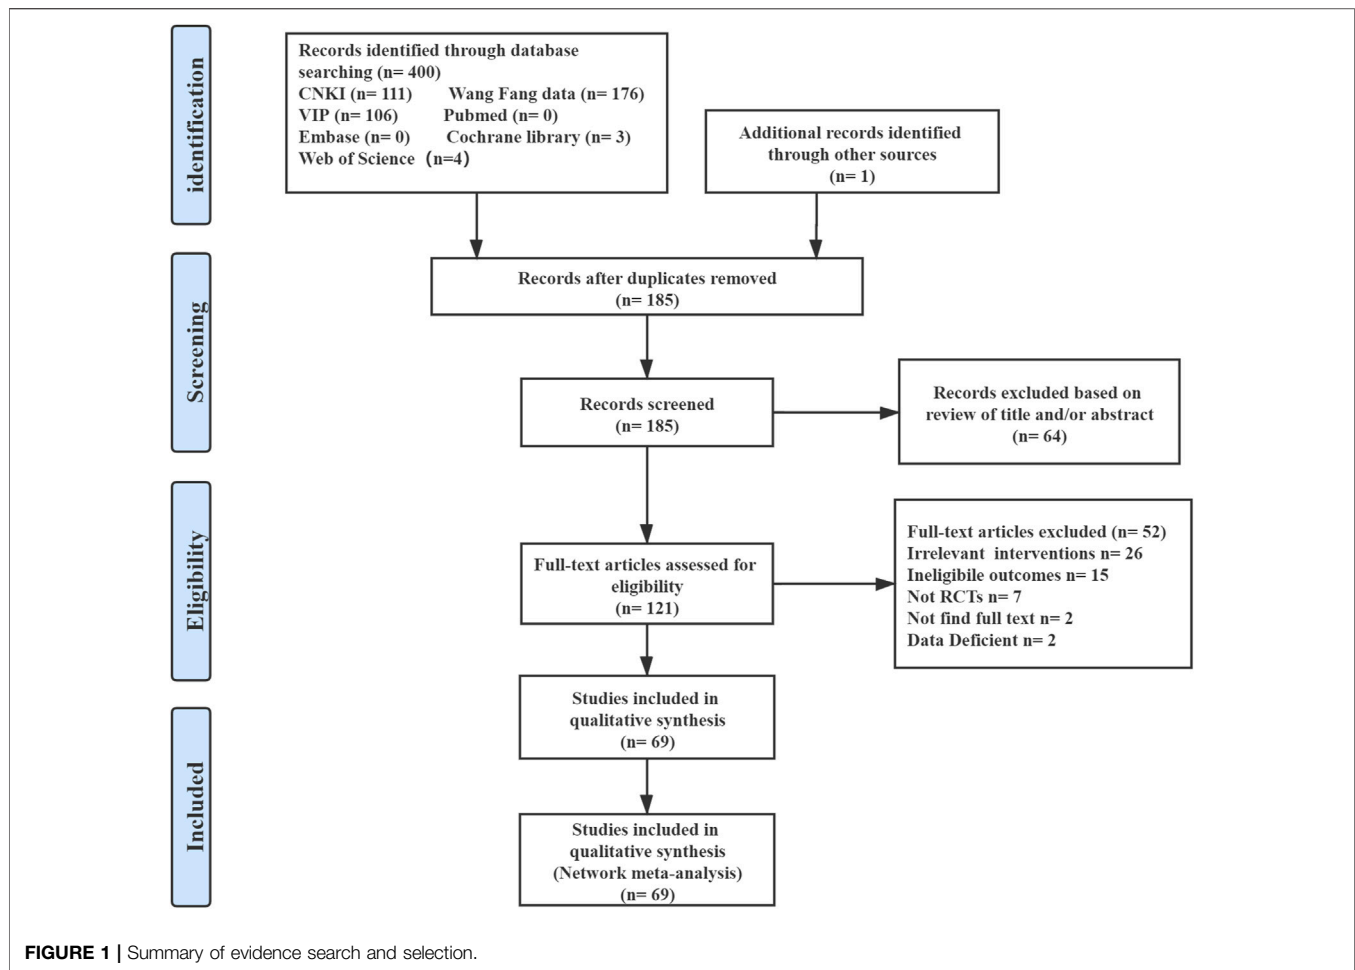 identification
Records identified through database
searching (n= 400)
CNKI (n= 111) Wang Fang data (n= 176)
VIP (n= 106) Pubmed (n= 0)
Embase (n= 0) Cochrane library (n= 3)
Web of Science (n=4)
Additional records identified
through other sources
(n= 1)
Screening
Records after duplicates removed
(n= 185)
Records screened
(n= 185)
Records excluded based on
review of title and/or abstract
(n= 64)
Eligibility
Full-text articles assessed for
eligibility
(n= 121)
Full-text articles excluded (n= 52)
Irrelevant interventions n= 26
Ineligibile outcomes n= 15
Not RCTs n= 7
Not find full text n= 2
Data Deficient n= 2
Included
Studies included in
qualitative synthesis
(n= 69)
Studies included in
qualitative synthesis
(Network meta-analysis)
(n= 69)
FIGURE 1 | Summary of evidence search and selection.